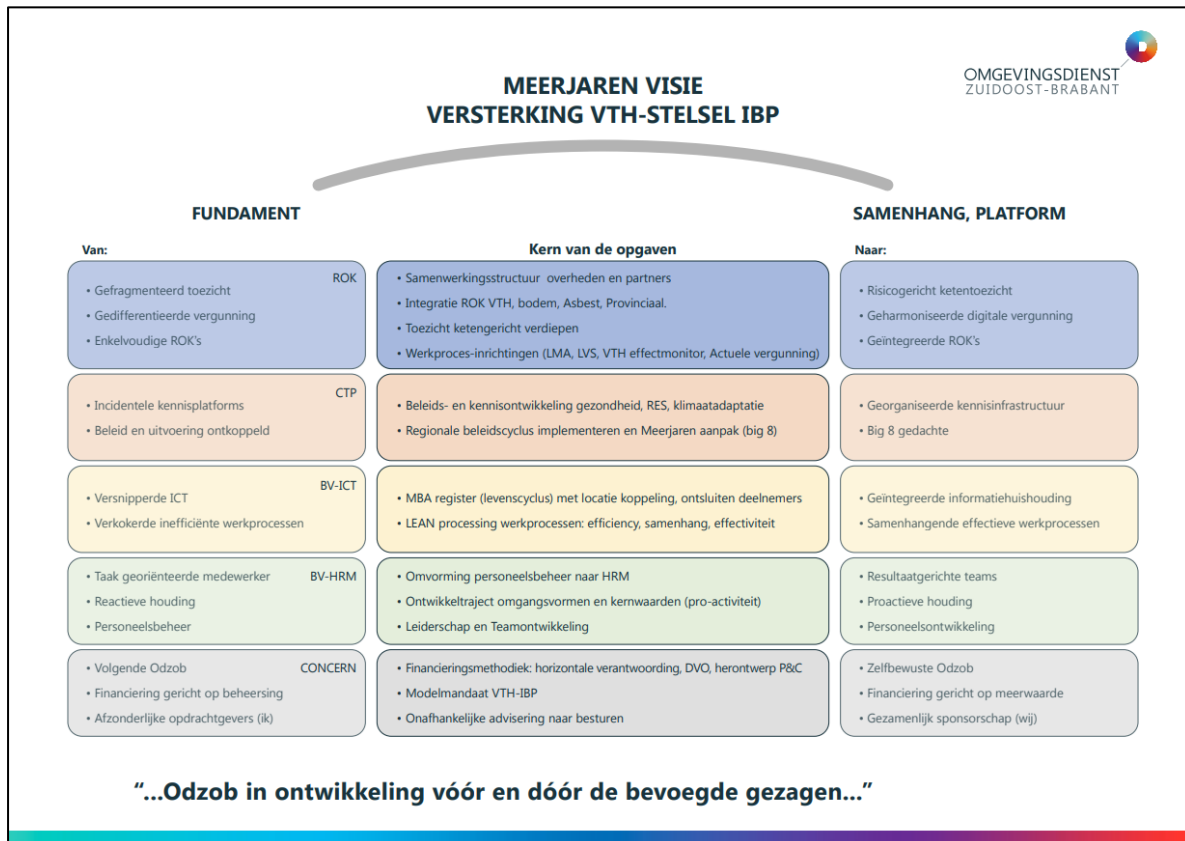 OMGEVINGSDIENST
ZUIDOOST-BRABANT
MEERJAREN VISIE
VERSTERKING VTH-STELSEL IBP
FUNDAMENT
SAMENHANG, PLATFORM
Van:
Kern van de opgaven
Naar:
ROK
• Gefragmenteerd toezicht
• Gedifferentieerde vergunning
• Enkelvoudige ROK's
• Samenwerkingsstructuur overheden en partners
• Integratie ROK VTH, bodem, Asbest, Provinciaal.
• Toezicht ketengericht verdiepen
• Werkproces-inrichtingen (LMA, LVS, VTH effectmonitor, Actuele vergunning)
• Risicogericht ketentoezicht
• Geharmoniseerde digitale vergunning
• Geïntegreerde ROK's
CTP
• Incidentele kennisplatforms
• Beleid en uitvoering ontkoppeld
• Beleids- en kennisontwikkeling gezondheid, RES, klimaatadaptatie
• Regionale beleidscyclus implementeren en Meerjaren aanpak (big 8)
• Georganiseerde kennisinfrastructuur
• Big 8 gedachte
BV-ICT
• Versnipperde ICT
• Verkokerde inefficiënte werkprocessen
• MBA register (levenscyclus) met locatie koppeling, ontsluiten deelnemers
• LEAN processing werkprocessen: efficiency, samenhang, effectiviteit
• Geïntegreerde informatiehuishouding
• Samenhangende effectieve werkprocessen
• Taak georiënteerde medewerker BV-HRM
• Reactieve houding
• Personeelsbeheer
• Omvorming personeelsbeheer naar HRM
• Ontwikkeltraject omgangsvormen en kernwaarden (pro-activiteit)
• Leiderschap en Teamontwikkeling
• Resultaatgerichte teams
• Proactieve houding
• Personeelsontwikkeling
• Volgende Odzob CONCERN
• Financiering gericht op beheersing
• Afzonderlijke opdrachtgevers (ik)
• Financieringsmethodiek: horizontale verantwoording, DVO, herontwerp P&C
• Modelmandaat VTH-IBP
• Onafhankelijke advisering naar besturen
• Zelfbewuste Odzob
• Financiering gericht op meerwaarde
• Gezamenlijk sponsorschap (wij)
“...Odzob in ontwikkeling vóór en dóór de bevoegde gezagen...”